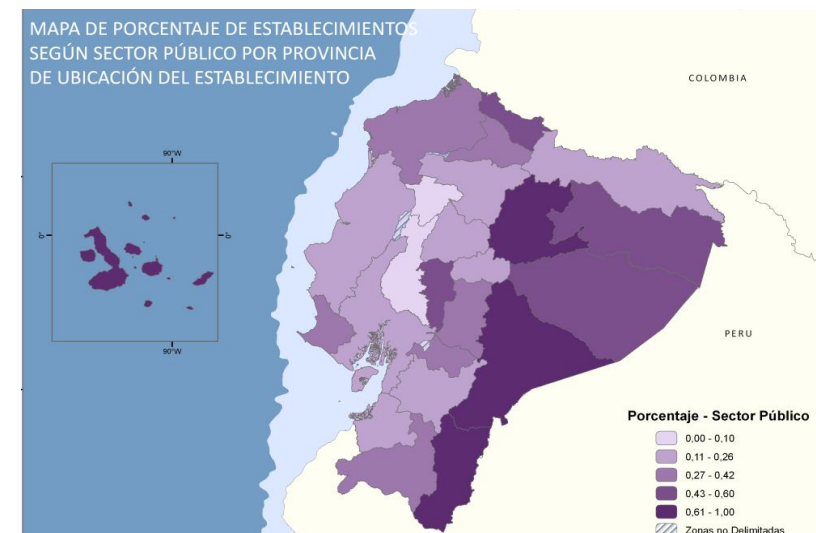 MAPA DE PORCENTAJE DE ESTABLECIMIENTOS
SEGÚN SECTOR PÚBLICO POR PROVINCIA
DE UBICACIÓN DEL ESTABLECIMIENTO
COLOMBIA
90°W
0°
0°
90°W
PERU
Porcentaje - Sector Público
0,00 - 0,10
0,11 - 0,26
0,27 - 0,42
0,43 - 0,60
0,61 - 1,00
Zonas no Delimitadas